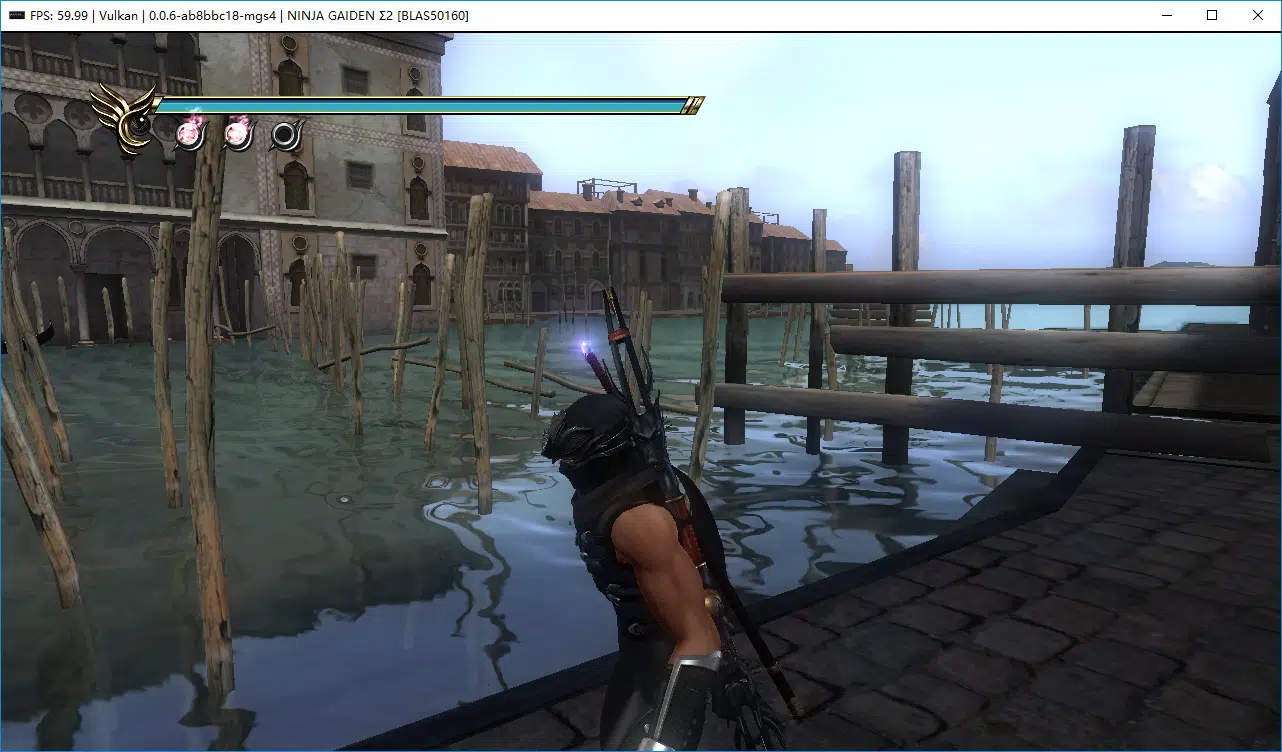 FPS: 59.99 | Vulkan | 0.0.6-ab8bbc18-mgs4 | NINJA GAIDEN Σ2 [BLAS50160]